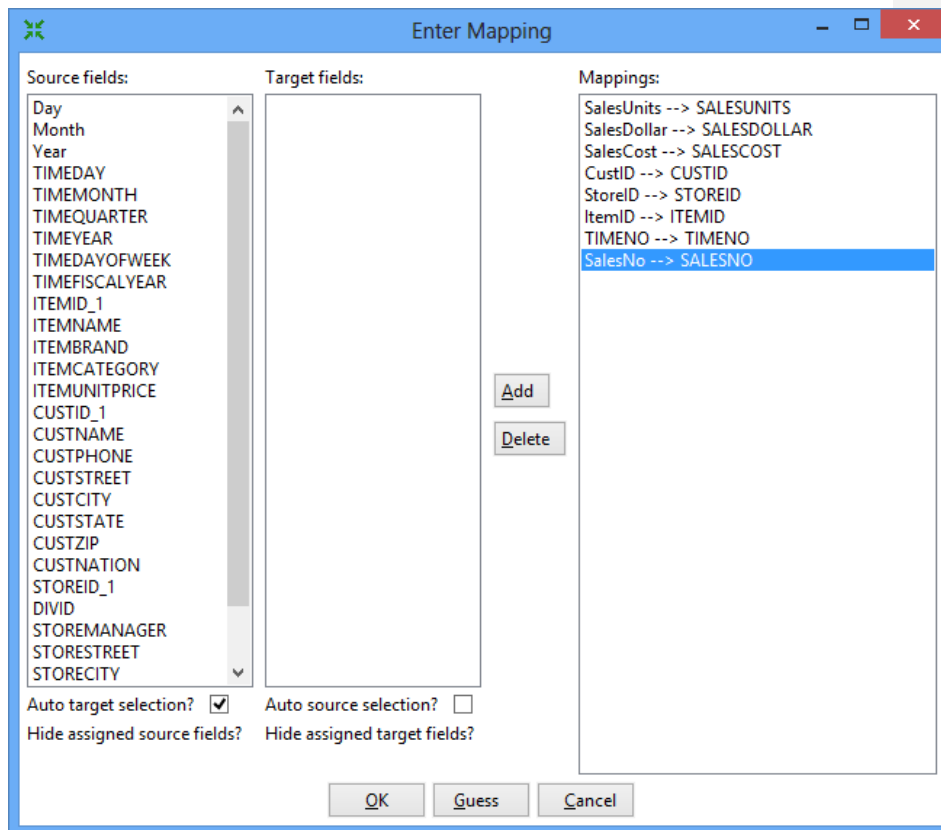 Enter Mapping
Source fields:
Day
Month
Year
TIMEDAY
TIMEMONTH
TIMEQUARTER
TIMEYEAR
TIMEDAYOFWEEK
TIMEFISCALYEAR
ITEMID_1
ITEMNAME
ITEMBRAND
ITEMCATEGORY
ITEMUNITPRICE
CUSTID_1
CUSTNAME
CUSTPHONE
CUSTSTREET
CUSTCITY
CUSTSTATE
CUSTZIP
CUSTNATION
STOREID_1
DIVID
STOREMANAGER
STORESTREET
STORECITY
Auto target selection?
Hide assigned source fields?
Target fields:
Auto source selection?
Hide assigned target fields?
Add
Delete
Mappings:
SalesUnits --> SALESUNITS
SalesDollar --> SALESDOLLAR
SalesCost --> SALESCOST
CustID --> CUSTID
StoreID --> STOREID
ItemID --> ITEMID
TIMENO --> TIMENO
SalesNo --> SALESNO
OK
Guess
Cancel